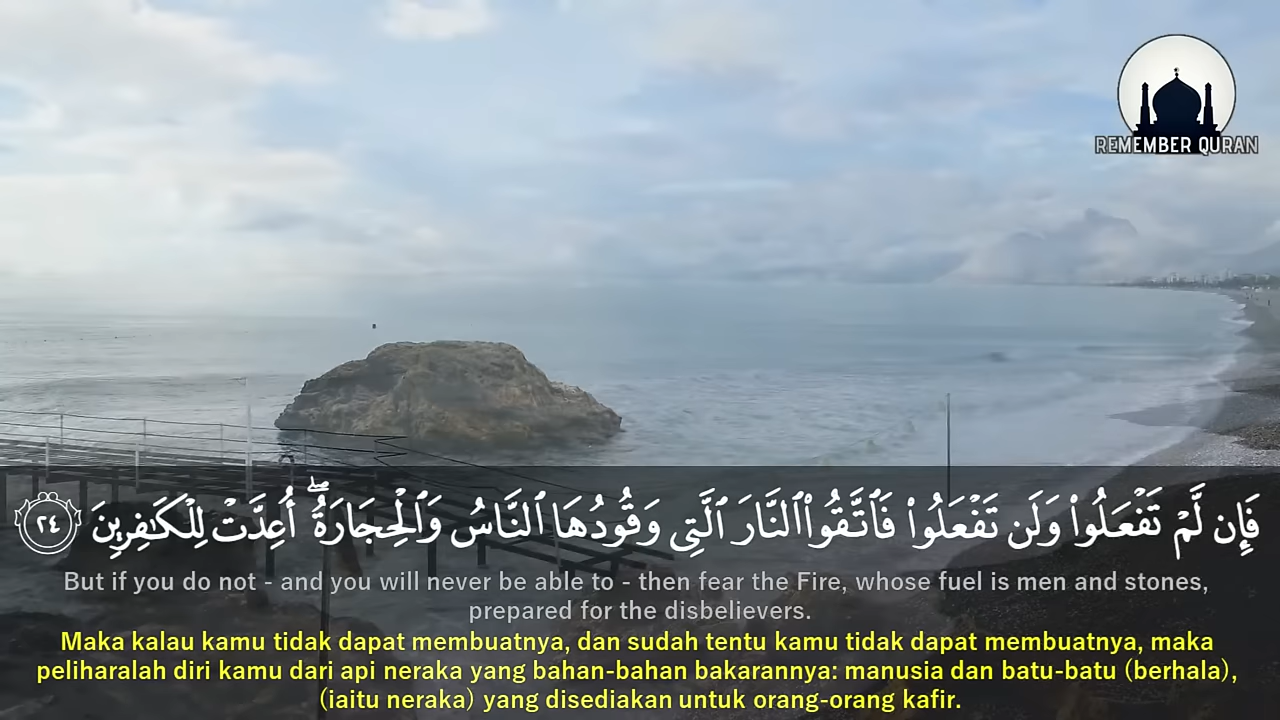 REMEMBER QURAN
فَإِن لَّمْ تَفْعَلُوا۟ وَلَن تَفْعَلُوا۟ فَٱتَّقُوا۟ ٱلنَّارَ ٱلَّتِى وَقُودُهَا ٱلنَّاسُ وَٱلْحِجَارَةُ ۖ أُعِدَّتْ لِلْكَـٰفِرِينَ ٢٤
But if you do not - and you will never be able to - then fear the Fire, whose fuel is men and stones,
prepared for the disbelievers.
Maka kalau kamu tidak dapat membuatnya, dan sudah tentu kamu tidak dapat membuatnya, maka
peliharalah diri kamu dari api neraka yang bahan-bahan bakarannya: manusia dan batu-batu (berhala),
(iaitu neraka) yang disediakan untuk orang-orang kafir.